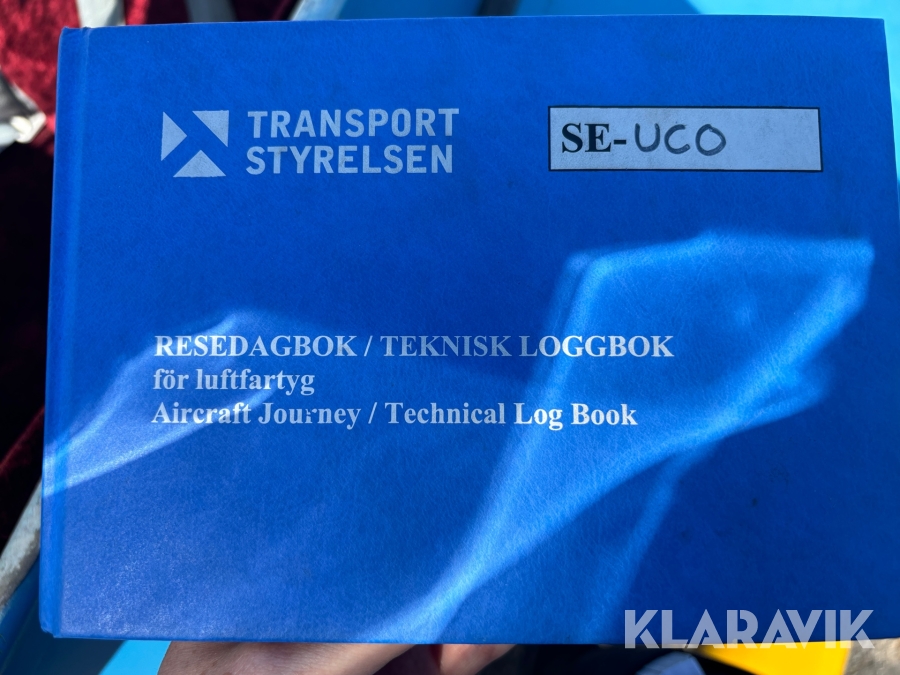 TRANSPORT
STYRELSEN
SE-UCO
RESEDAGBOK / TEKNISK LOGGBOK
för luftfartyg
Aircraft Journey / Technical Log Book
KLARAVIK